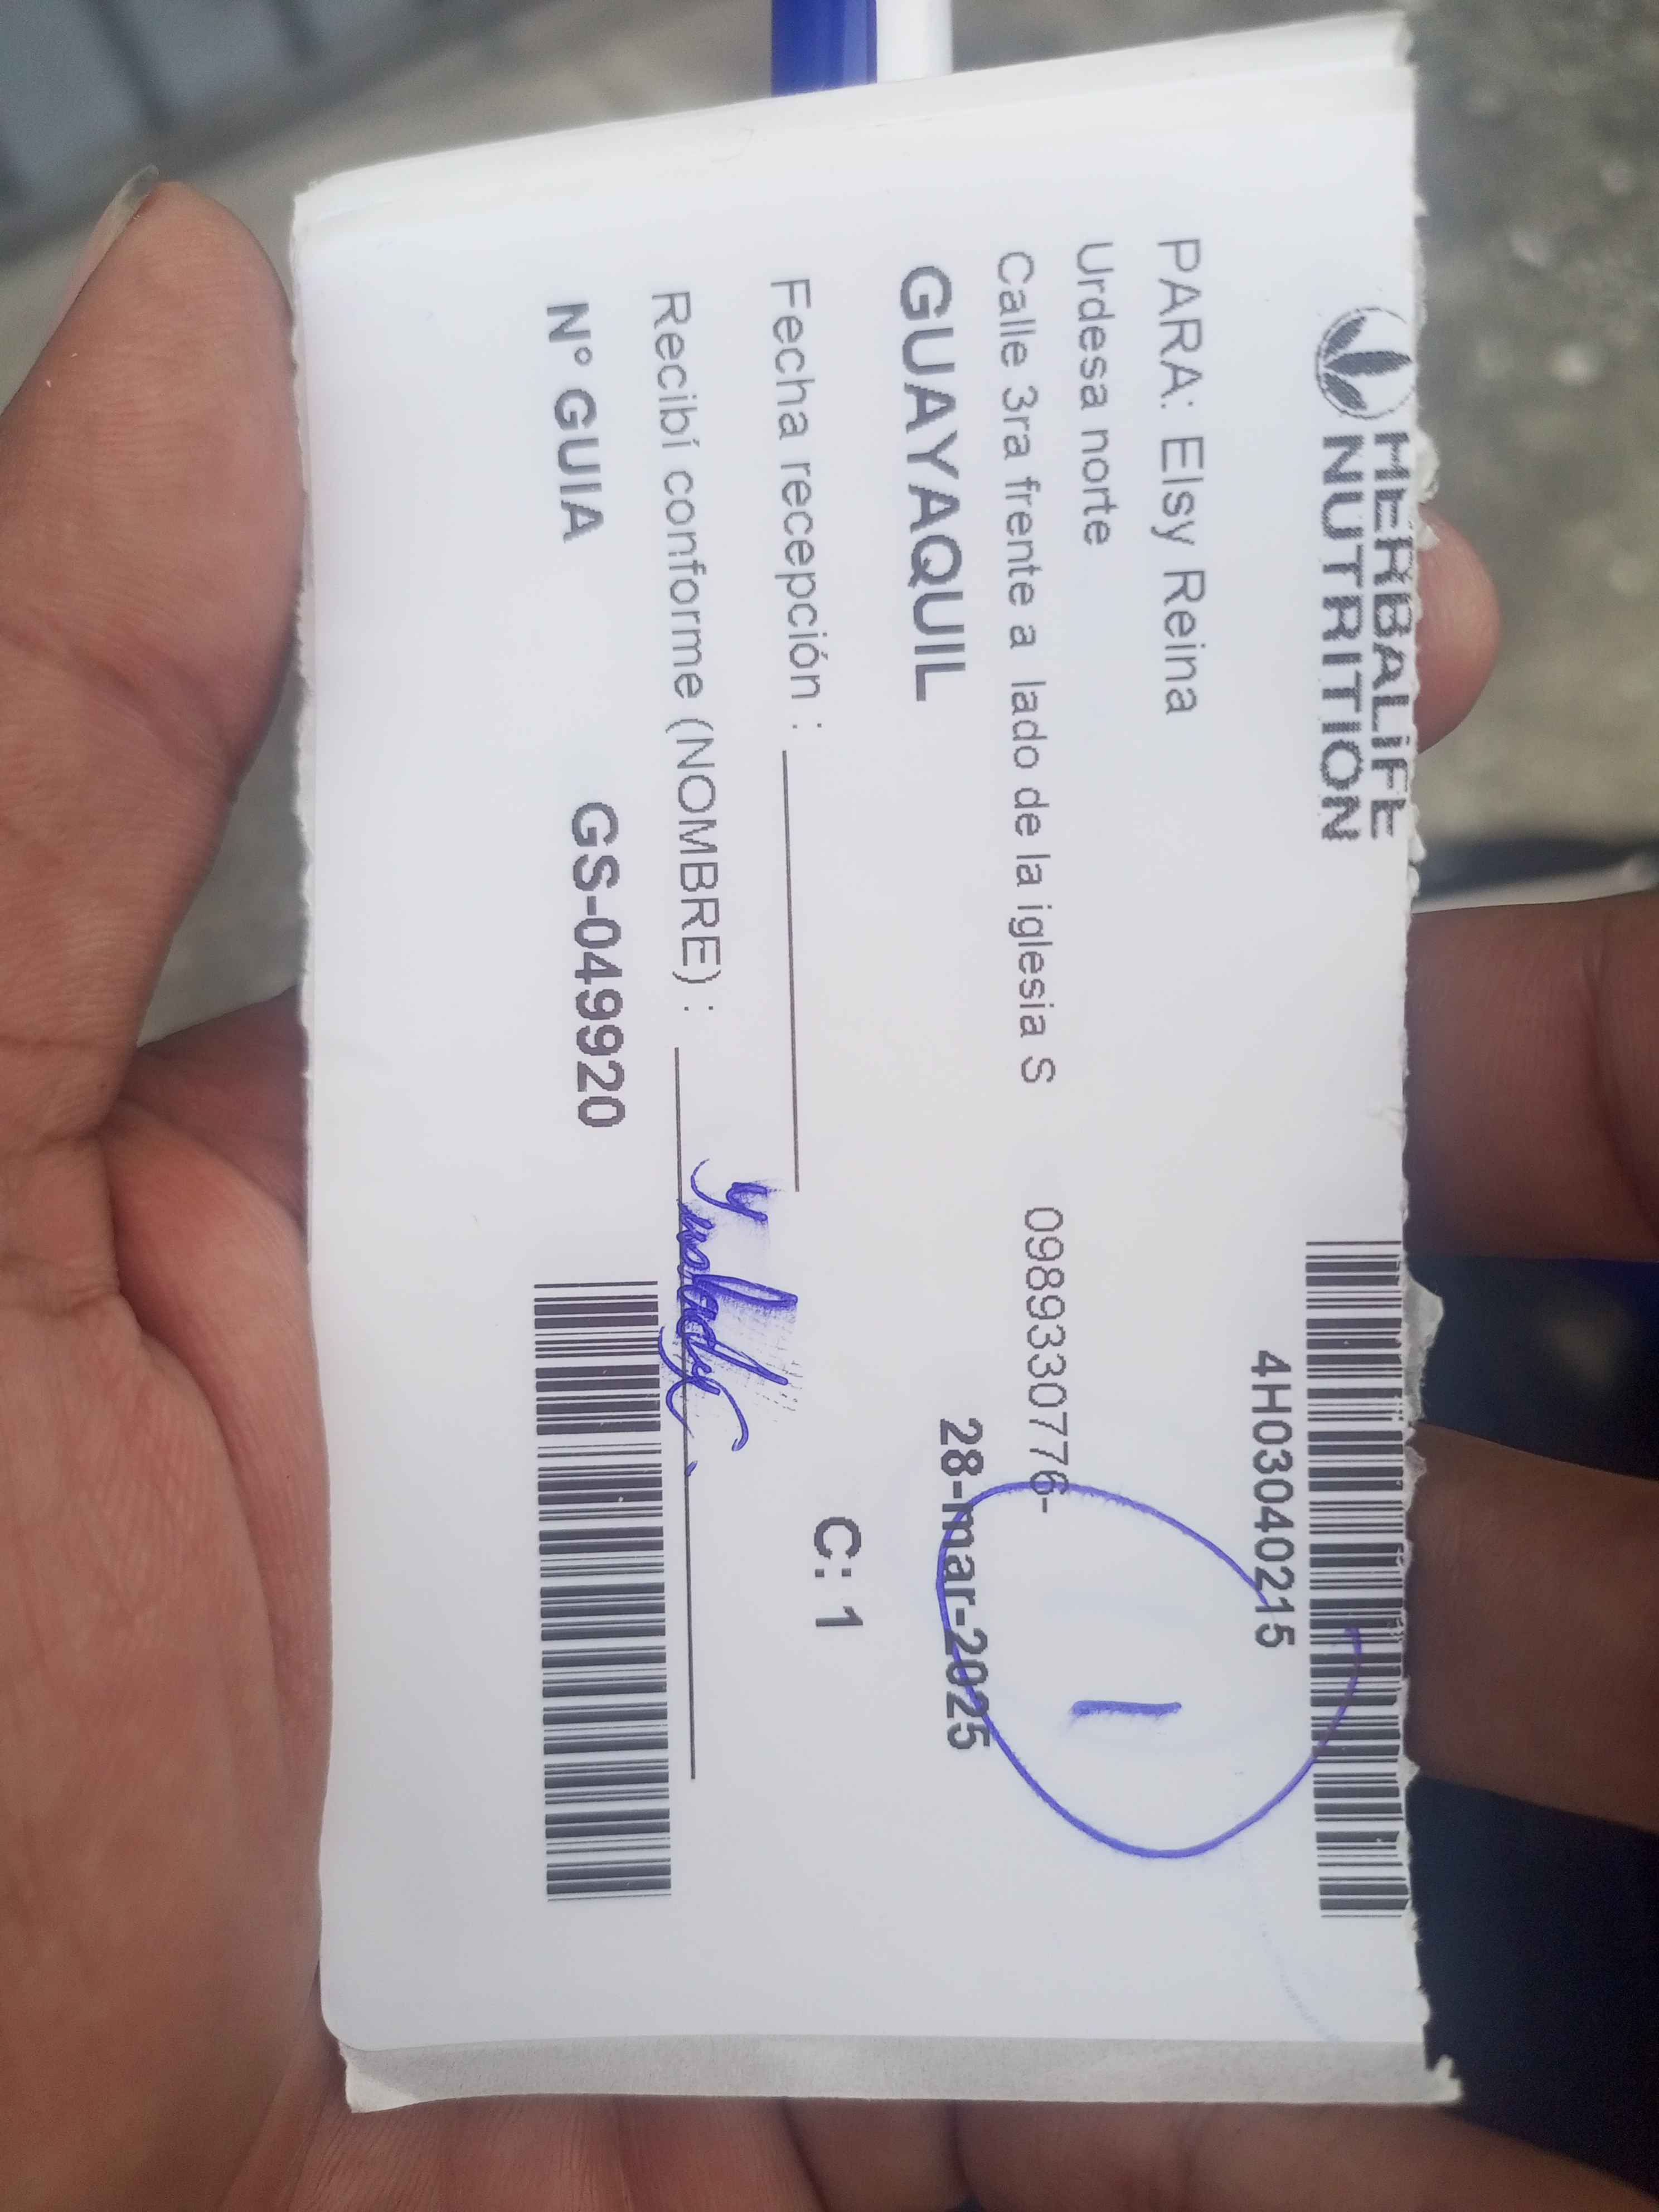 HERBALIFE
NUTRITION
4H03040215
PARA: Elsy Reina
Urdesa norte
Calle 3ra frente a lado de la iglesia S 0989330776-
1
GUAYAQUIL 28-mar-2025
Fecha recepción :
C: 1
Recibí conforme (NOMBRE) :
N° GUIA GS-049920